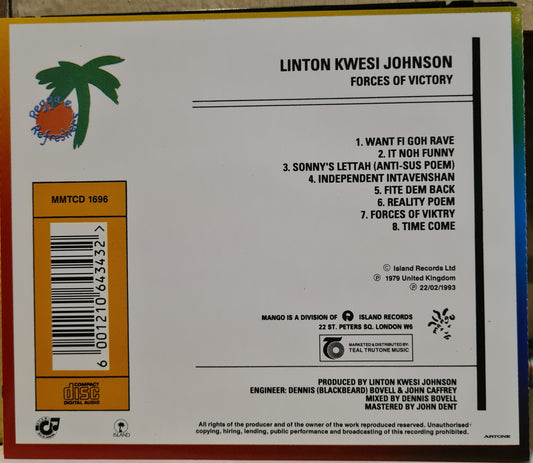 LINTON KWESI JOHNSON
FORCES OF VICTORY
Reggae
Refreshers
1. WANT FI GOH RAVE
2. IT NOH FUNNY
3. SONNY'S LETTAH (ANTI-SUS POEM)
4. INDEPENDENT INTAVENSHAN
5. FITE DEM BACK
6. REALITY POEM
7. FORCES OF VIKTRY
8. TIME COME
MMTCD 1696
6 001210 643432 >
© Island Records Ltd
℗ 1979 United Kingdom
℗ 22/02/1993
MANGO IS A DIVISION OF ISLAND RECORDS
22 ST. PETERS SQ. LONDON W6
MARKETED & DISTRIBUTED BY:
TEAL TRUTONE MUSIC
COMPACT
disc
DIGITAL AUDIO
PRODUCED BY LINTON KWESI JOHNSON
ENGINEER: DENNIS (BLACKBEARD) BOVELL & JOHN CAFFREY
MIXED BY DENNIS BOVELL
MASTERED BY JOHN DENT
ISLAND
All rights of the producer and of the owner of the work reproduced reserved. Unauthorised
copying, hiring, lending, public performance and broadcasting of this recording prohibited.
ANTONE